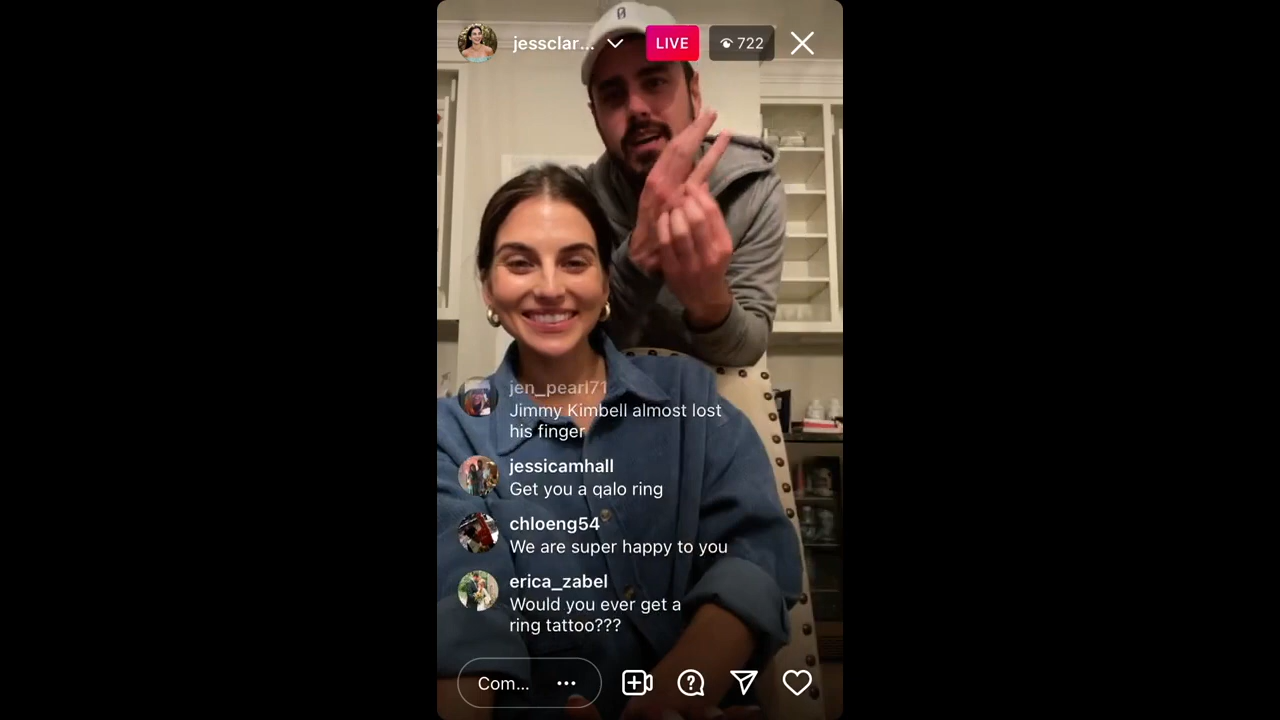 jessclar...
LIVE
722
jen_pearl71
Jimmy Kimbell almost lost
his finger
jessicamhall
Get you a qalo ring
chloeng54
We are super happy to you
erica_zabel
Would you ever get a
ring tattoo???
Com...